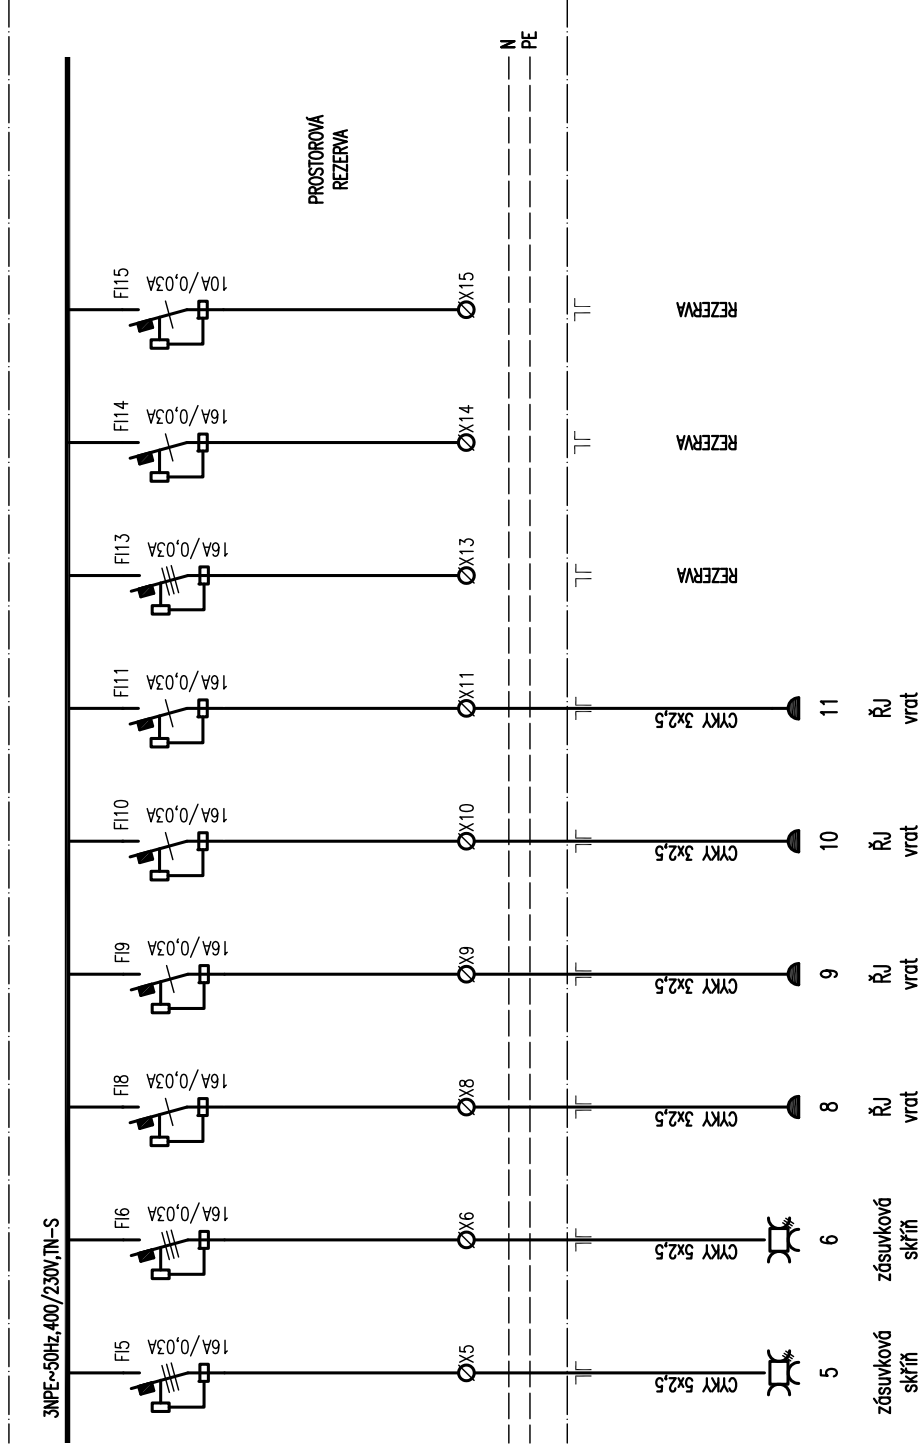 3NPE~50Hz,400/230V,TN-S
FI5
16A/0,03A
X5
CYKY 5x2,5
5
zásuvková
skříň
FI6
16A/0,03A
X6
CYKY 5x2,5
6
zásuvková
skříň
FI8
16A/0,03A
X8
CYKY 3x2,5
8
ŘJ
vrat
FI9
16A/0,03A
X9
CYKY 3x2,5
9
ŘJ
vrat
FI10
16A/0,03A
X10
CYKY 3x2,5
10
ŘJ
vrat
FI11
16A/0,03A
X11
CYKY 3x2,5
11
ŘJ
vrat
FI13
16A/0,03A
X13
REZERVA
FI14
16A/0,03A
X14
REZERVA
FI15
10A/0,03A
X15
REZERVA
PROSTOROVÁ
REZERVA
N
PE